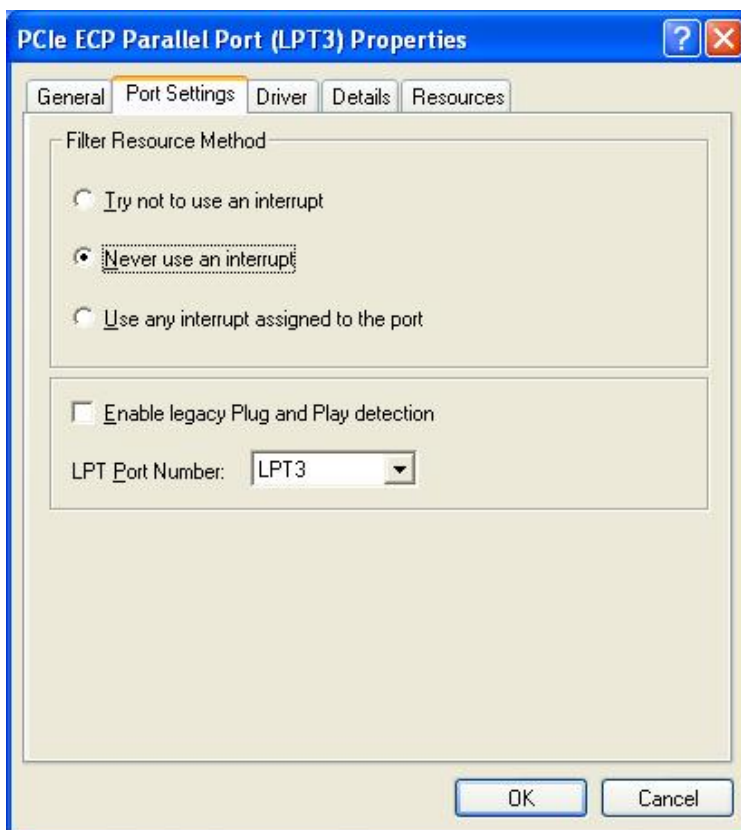 PCIe ECP Parallel Port (LPT3) Properties
General Port Settings Driver Details Resources
Filter Resource Method
Try not to use an interrupt
Never use an interrupt
Use any interrupt assigned to the port
Enable legacy Plug and Play detection
LPT Port Number: LPT3
OK Cancel